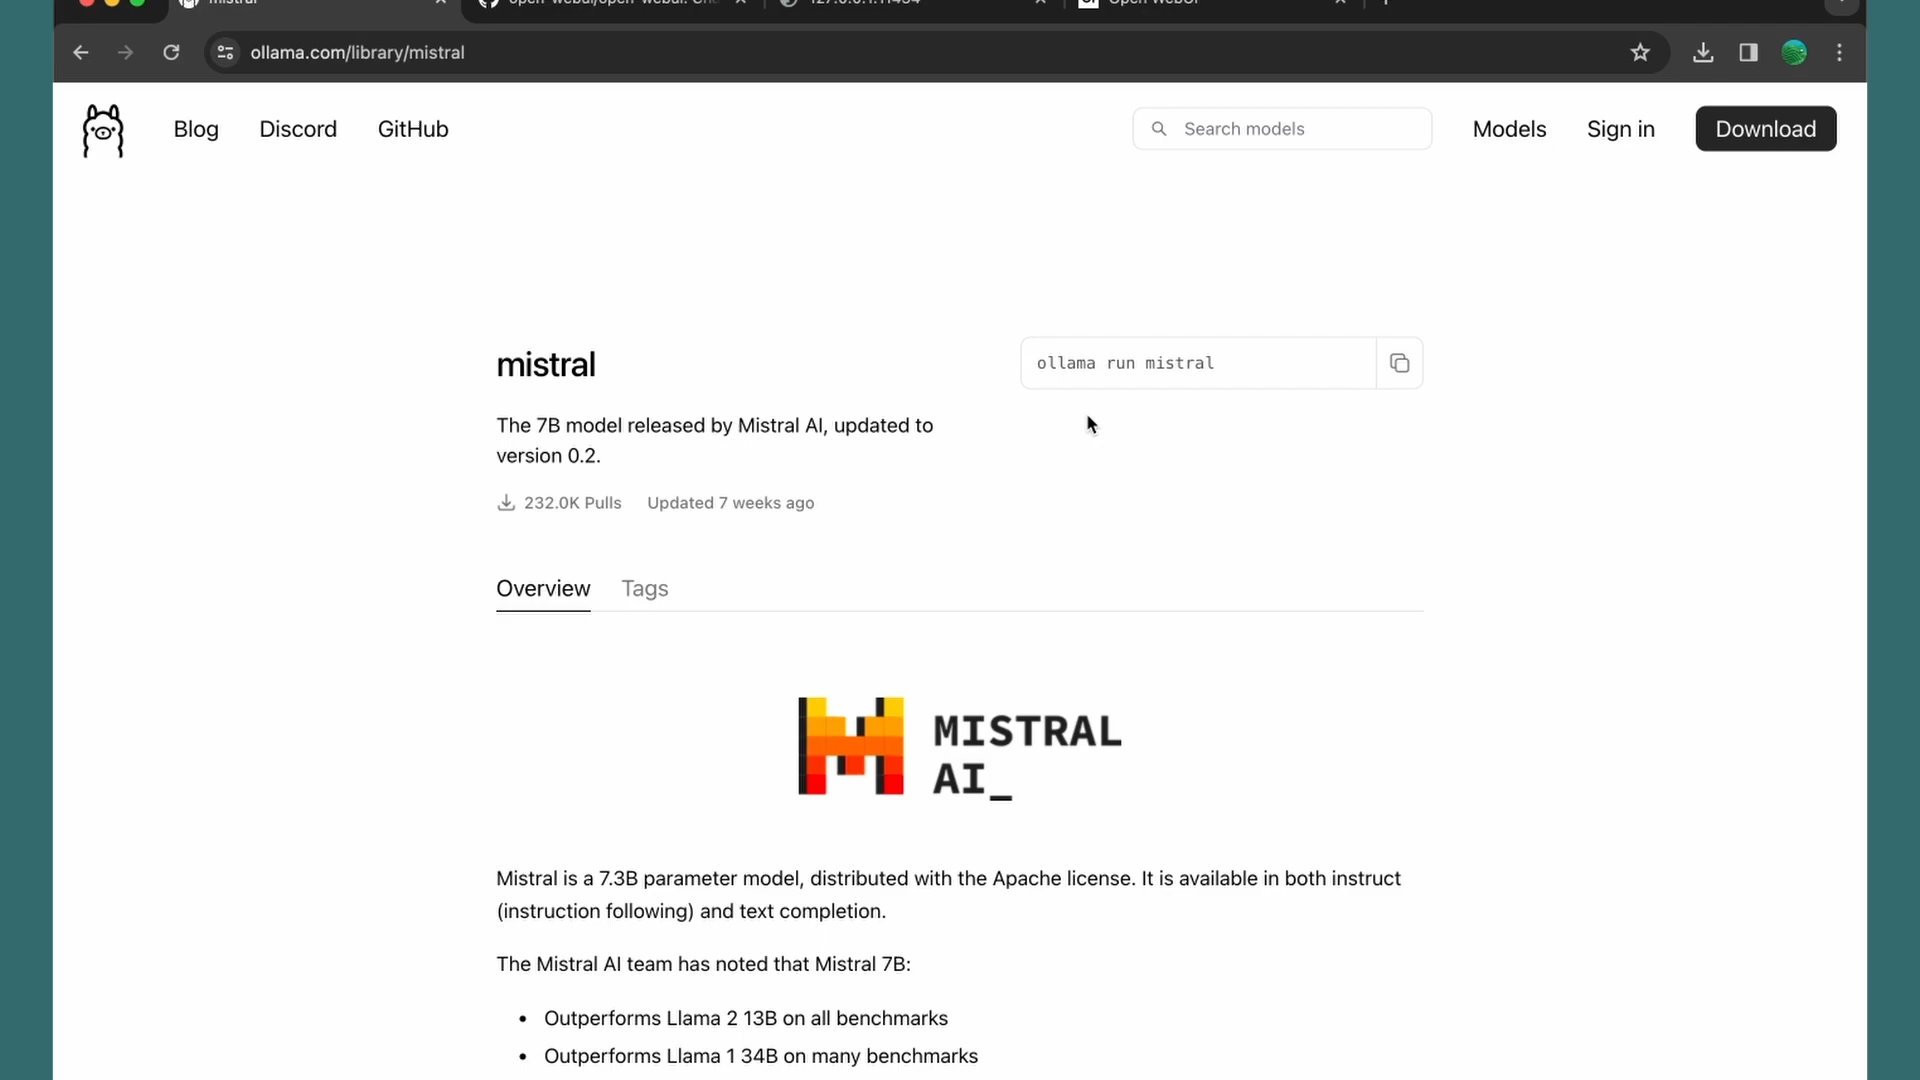 mistral
ollama.com/library/mistral
Blog
Discord
GitHub
Search models
Models
Sign in
Download
mistral
ollama run mistral
The 7B model released by Mistral AI, updated to
version 0.2.
232.0K Pulls
Updated 7 weeks ago
Overview
Tags
MISTRAL
AI_
Mistral is a 7.3B parameter model, distributed with the Apache license. It is available in both instruct
(instruction following) and text completion.
The Mistral AI team has noted that Mistral 7B:
• Outperforms Llama 2 13B on all benchmarks
• Outperforms Llama 1 34B on many benchmarks